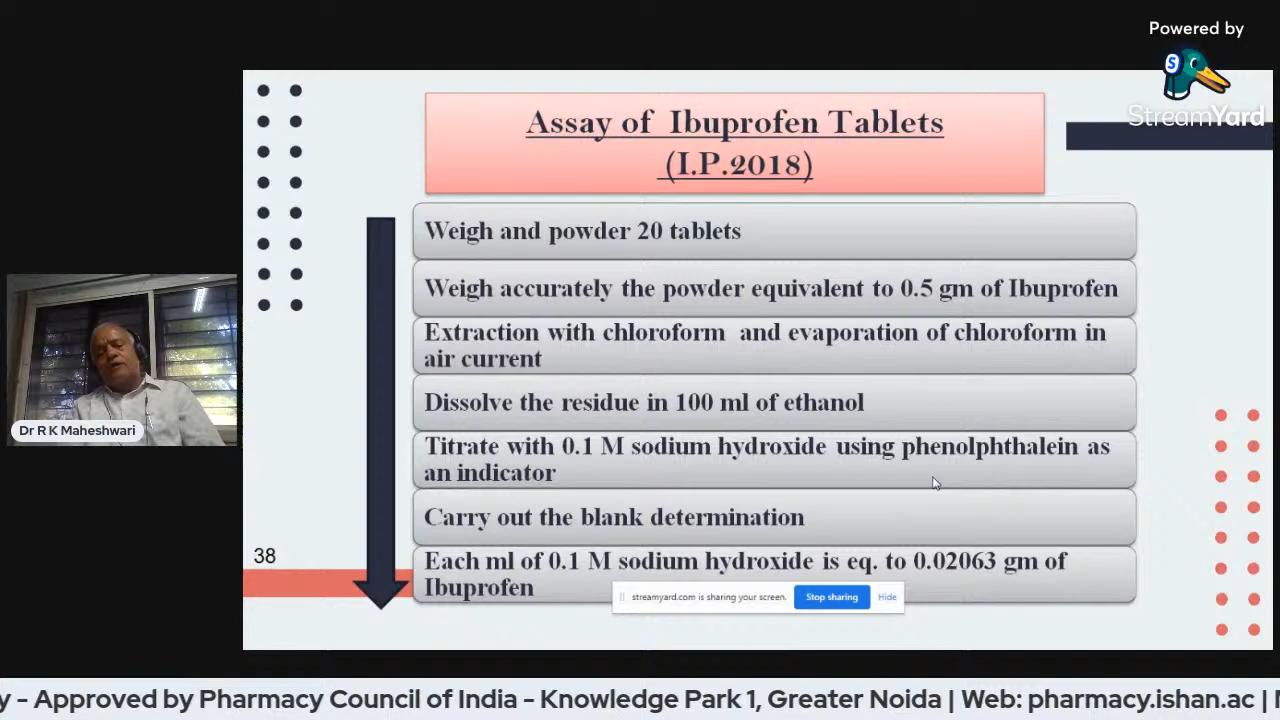 Powered by
S
StreamYard
Assay of Ibuprofen Tablets
(I.P.2018)
Weigh and powder 20 tablets
Weigh accurately the powder equivalent to 0.5 gm of Ibuprofen
Extraction with chloroform and evaporation of chloroform in
air current
Dissolve the residue in 100 ml of ethanol
Titrate with 0.1 M sodium hydroxide using phenolphthalein as
an indicator
Carry out the blank determination
Each ml of 0.1 M sodium hydroxide is eq. to 0.02063 gm of
Ibuprofen
38
Dr R K Maheshwari
streamyard.com is sharing your screen. Stop sharing Hide
y - Approved by Pharmacy Council of India - Knowledge Park 1, Greater Noida | Web: pharmacy.ishan.ac |